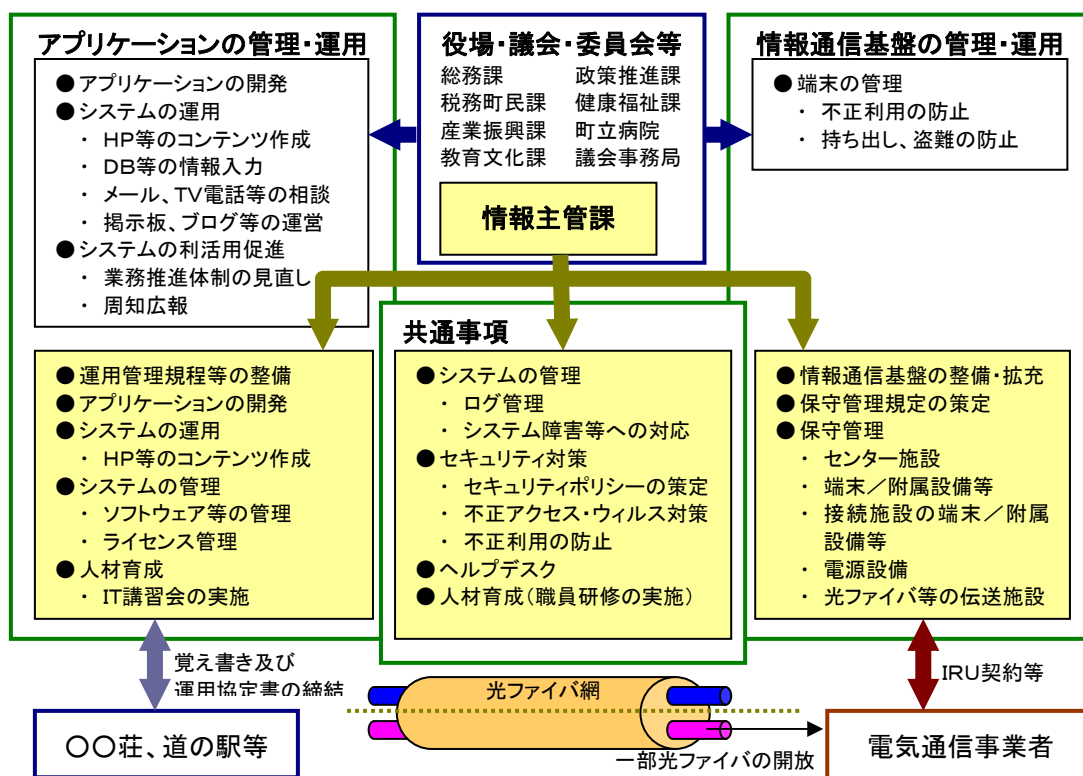 アプリケーションの管理・運用
●アプリケーションの開発
●システムの運用
・ HP等のコンテンツ作成
・ DB等の情報入力
・ メール、TV電話等の相談
・ 掲示板、ブログ等の運営
●システムの利活用促進
・ 業務推進体制の見直し
・ 周知広報
役場・議会・委員会等
総務課 政策推進課
税務町民課 健康福祉課
産業振興課 町立病院
教育文化課 議会事務局
情報主管課
情報通信基盤の管理・運用
●端末の管理
・ 不正利用の防止
・ 持ち出し、盗難の防止
●運用管理規程等の整備
●アプリケーションの開発
●システムの運用
・ HP等のコンテンツ作成
●システムの管理
・ ソフトウェア等の管理
・ ライセンス管理
●人材育成
・ IT講習会の実施
共通事項
●システムの管理
・ ログ管理
・ システム障害等への対応
●セキュリティ対策
・ セキュリティポリシーの策定
・ 不正アクセス・ウィルス対策
・ 不正利用の防止
●ヘルプデスク
●人材育成(職員研修の実施)
●情報通信基盤の整備・拡充
●保守管理規定の策定
●保守管理
・ センター施設
・ 端末/附属設備等
・ 接続施設の端末/附属
設備等
・ 電源設備
・ 光ファイバ等の伝送施設
覚え書き及び
運用協定書の締結
光ファイバ網
IRU契約等
〇〇荘、道の駅等
一部光ファイバの開放
電気通信事業者